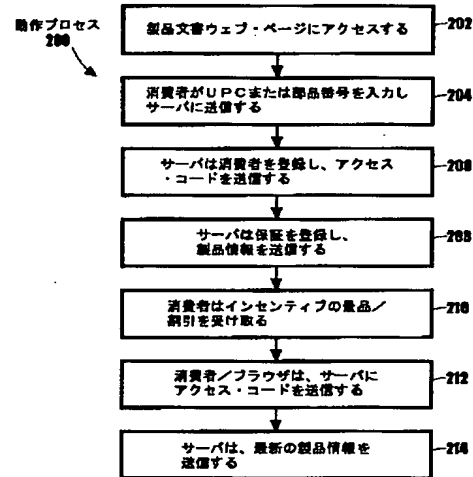 動作プロセス
200
製品文書ウェブ・ページにアクセスする
202
消費者がUPCまたは部品番号を入力し
サーバに送信する
204
サーバは消費者を登録し、アクセス
・コードを送信する
206
サーバは保証を登録し、
製品情報を送信する
208
消費者はインセンティブの景品／
割引を受け取る
210
消費者／ブラウザは、サーバに
アクセス・コードを送信する
212
サーバは、最新の製品情報を
送信する
214